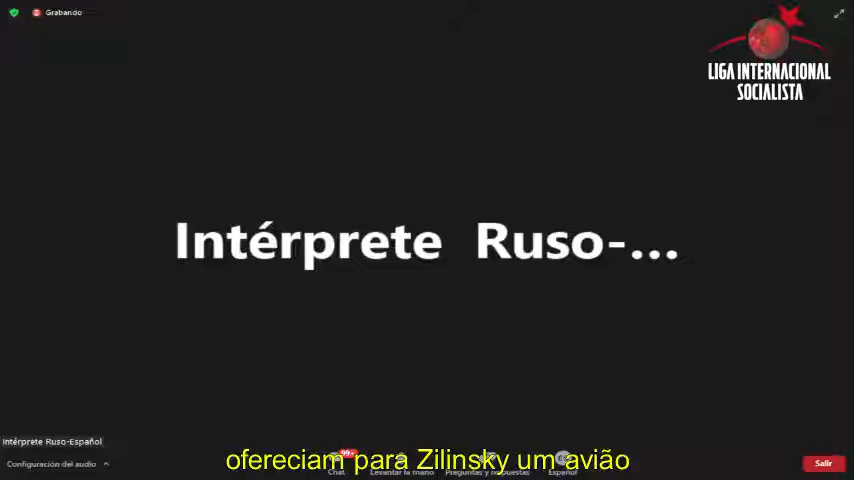 Grabando
LIGA INTERNACIONAL
SOCIALISTA
Intérprete Ruso-...
Intérprete Ruso-Español
ofereciam para Zilinsky um avião
Configuración del audio
99+
Chat
Levantar la mano
Preguntas y respuestas
Español
Salir